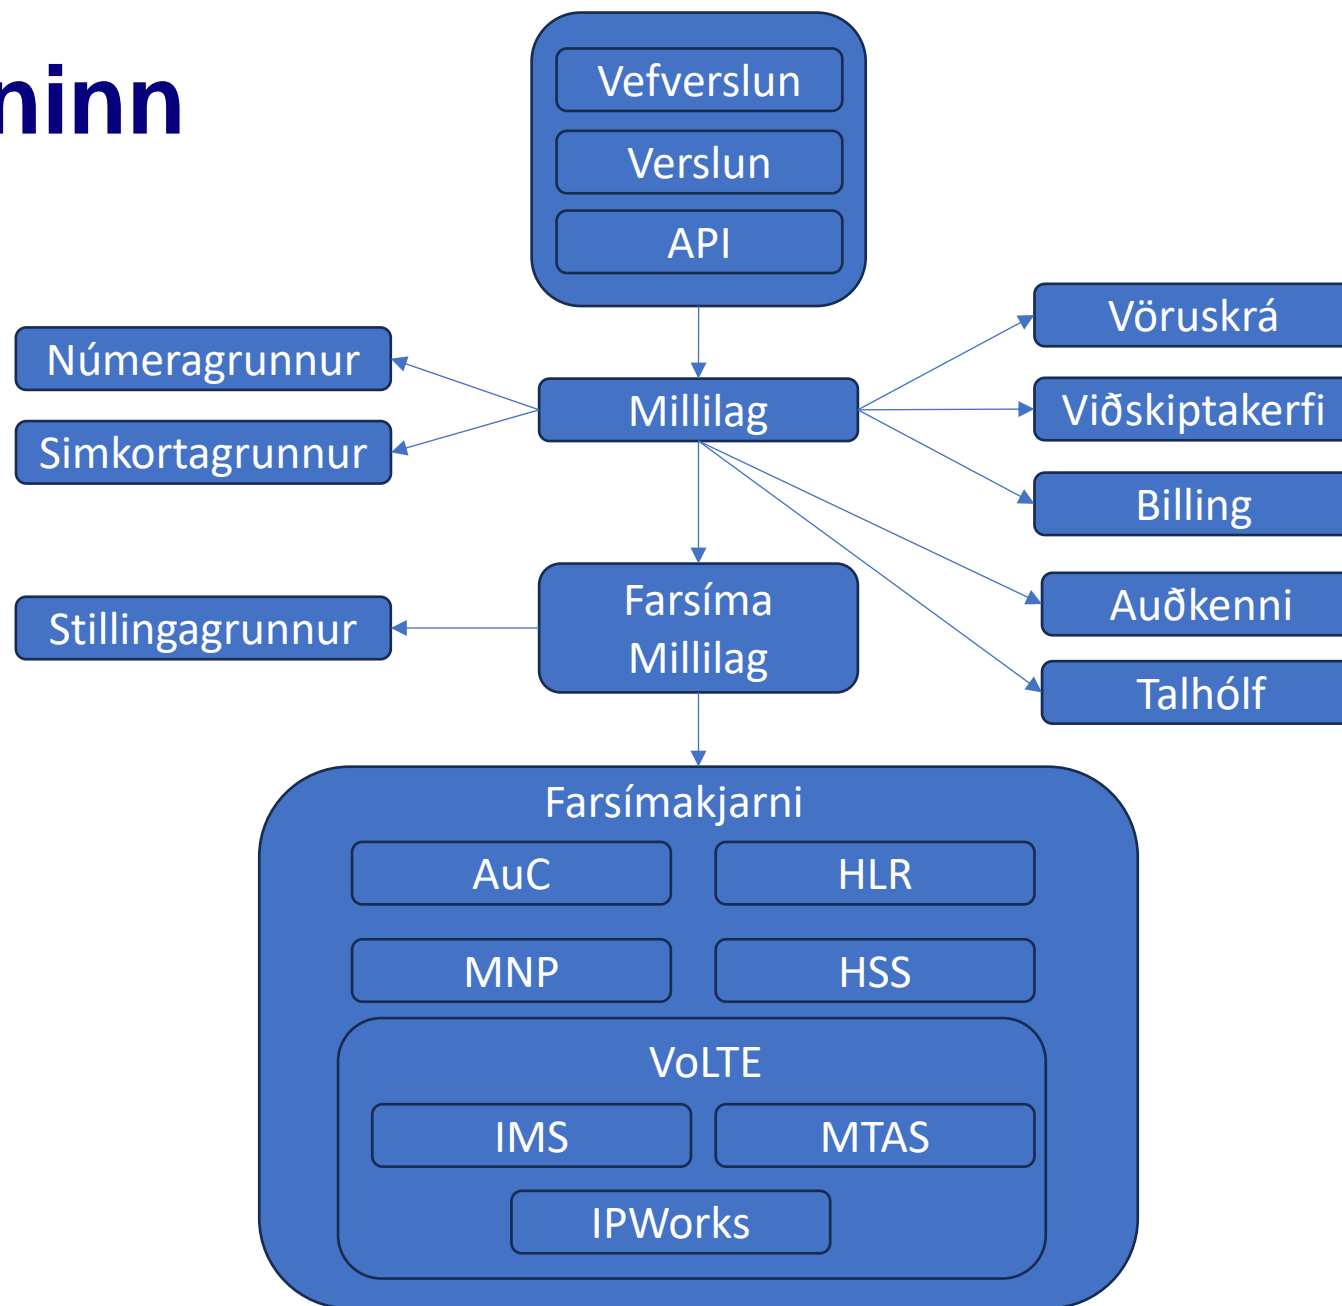 ninn
Vefverslun
Verslun
API
Númeragrunnur
Simkortagrunnur
Millilag
Vöruskrá
Viðskiptakerfi
Billing
Stillingagrunnur
Farsíma
Millilag
Auðkenni
Talhólf
Farsímakjarni
AuC
HLR
MNP
HSS
VoLTE
IMS
MTAS
IPWorks